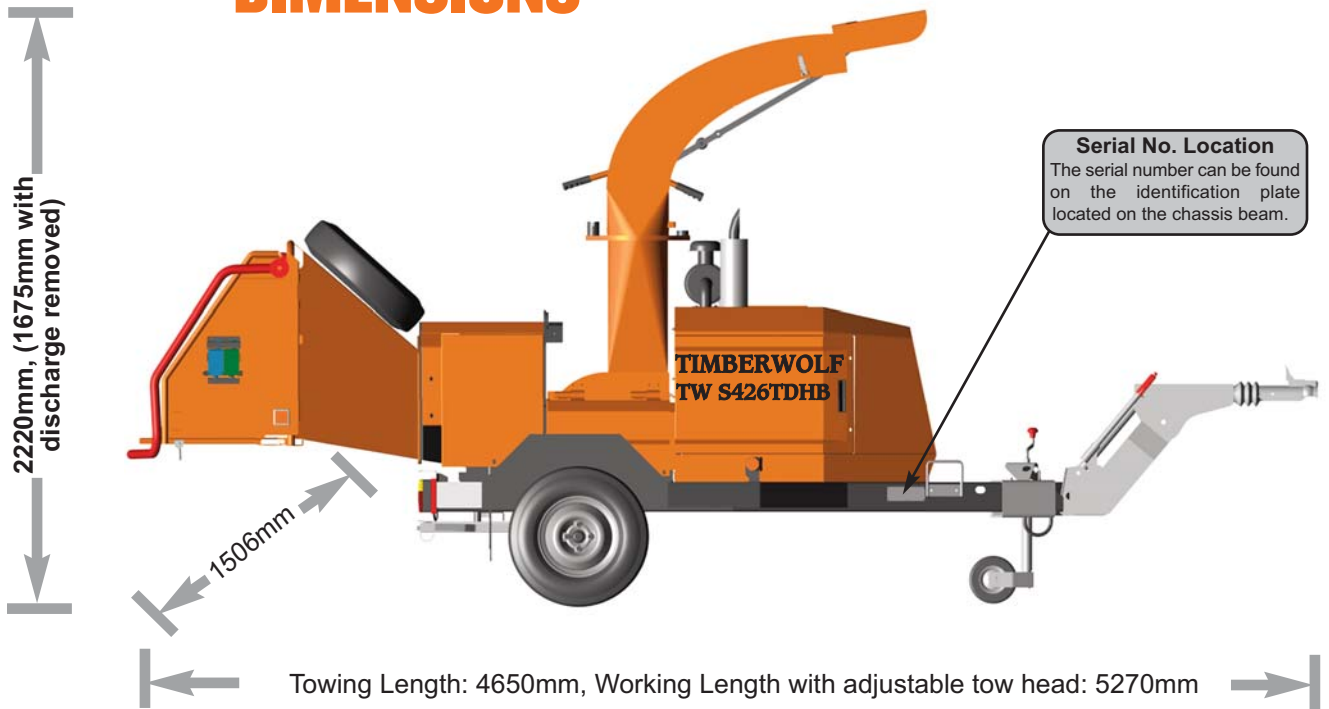 DIMENSIONS
2220mm, (1675mm with
discharge removed)
Serial No. Location
The serial number can be found
on the identification plate
located on the chassis beam.
TIMBERWOLF
TW S426TDHB
1506mm
Towing Length: 4650mm, Working Length with adjustable tow head: 5270mm